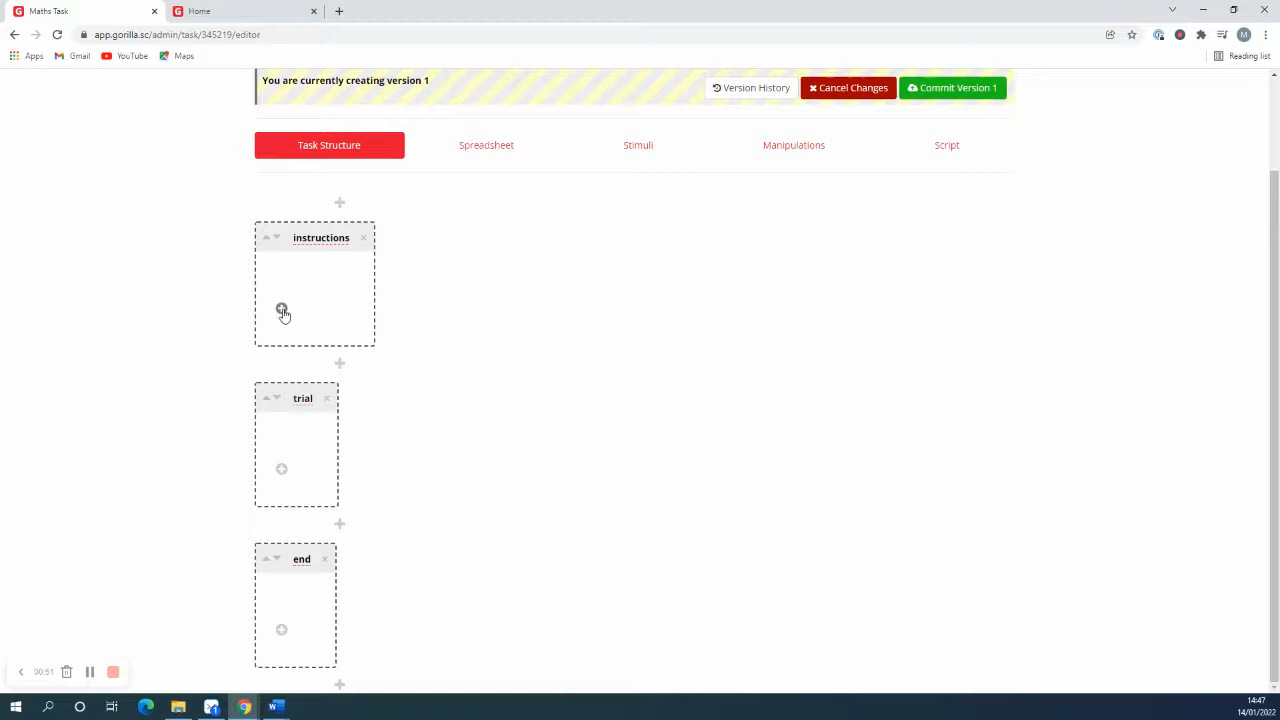 Maths Task
Home
app.gorilla.sc/admin/task/345219/editor
Apps
Gmail
YouTube
Maps
M
Reading list
You are currently creating version 1
Version History
Cancel Changes
Commit Version 1
Task Structure
Spreadsheet
Stimuli
Manipulations
Script
instructions
trial
end
00:51
14:47
14/01/2022